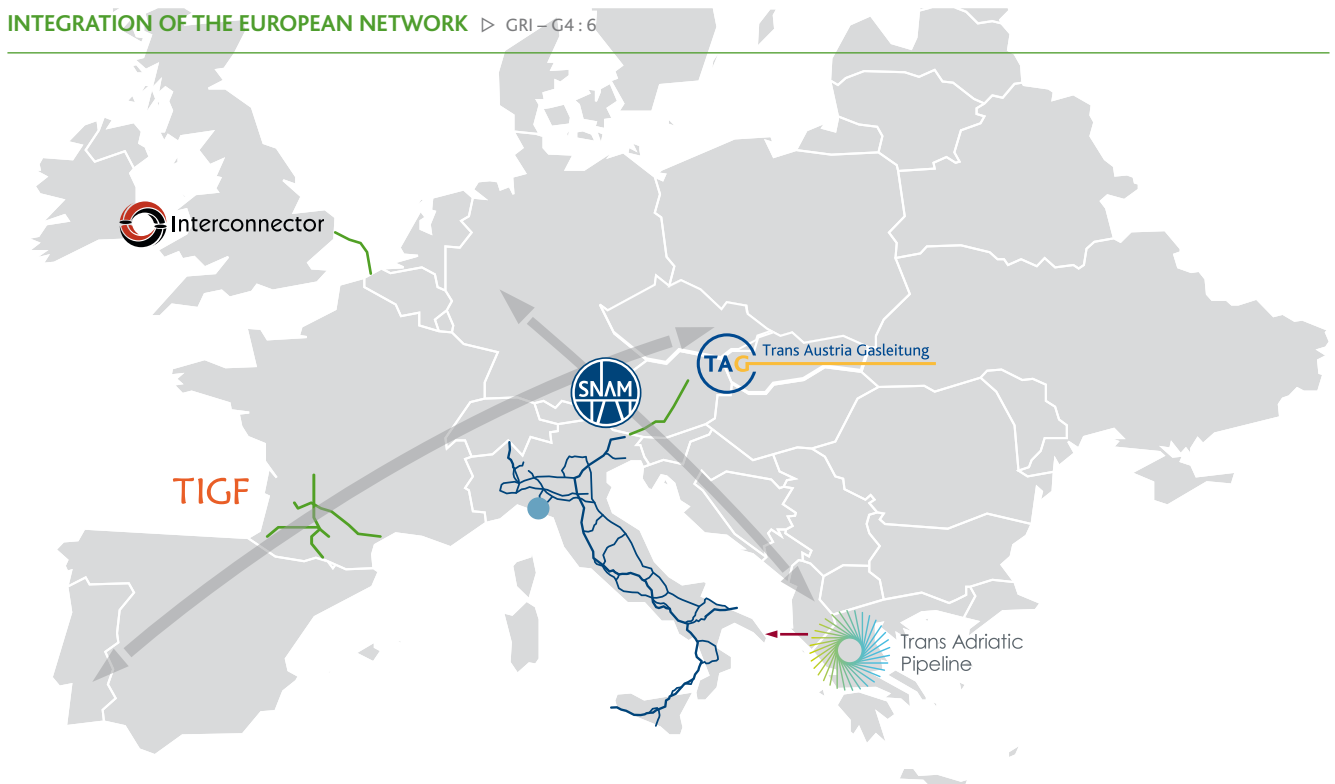 INTEGRATION OF THE EUROPEAN NETWORK ▷ GRI – G4 : 6
Interconnector
Trans Austria Gasleitung
TAG
SNAM
TIGF
Trans Adriatic
Pipeline